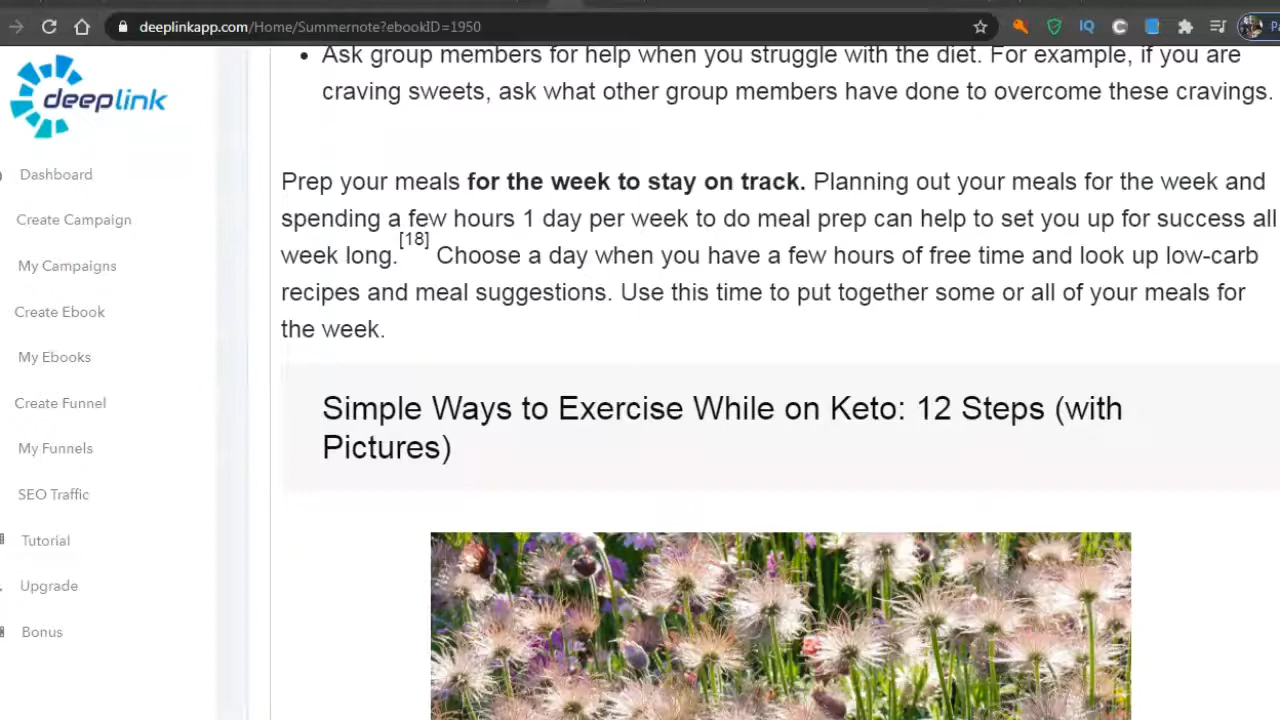 deeplinkapp.com/Home/Summernote?ebookID=1950
IQ
deeplink
Dashboard
Create Campaign
My Campaigns
Create Ebook
My Ebooks
Create Funnel
My Funnels
SEO Traffic
Tutorial
Upgrade
Bonus
• Ask group members for help when you struggle with the diet. For example, if you are
craving sweets, ask what other group members have done to overcome these cravings.
Prep your meals for the week to stay on track. Planning out your meals for the week and
spending a few hours 1 day per week to do meal prep can help to set you up for success all
week long.[18] Choose a day when you have a few hours of free time and look up low-carb
recipes and meal suggestions. Use this time to put together some or all of your meals for
the week.
Simple Ways to Exercise While on Keto: 12 Steps (with
Pictures)